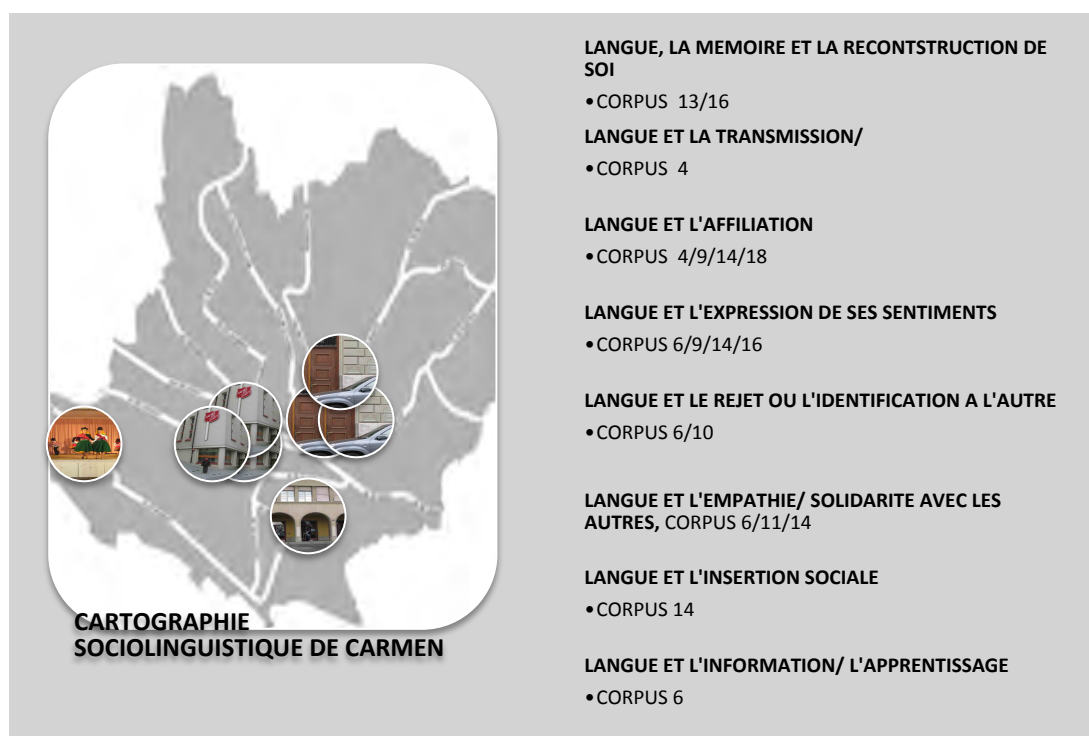 LANGUE, LA MEMOIRE ET LA RECONTSTRUCTION DE
SOI
•CORPUS 13/16
LANGUE ET LA TRANSMISSION/
•CORPUS 4
LANGUE ET L'AFFILIATION
•CORPUS 4/9/14/18
LANGUE ET L'EXPRESSION DE SES SENTIMENTS
•CORPUS 6/9/14/16
LANGUE ET LE REJET OU L'IDENTIFICATION A L'AUTRE
•CORPUS 6/10
LANGUE ET L'EMPATHIE/ SOLIDARITE AVEC LES
AUTRES, CORPUS 6/11/14
LANGUE ET L'INSERTION SOCIALE
•CORPUS 14
LANGUE ET L'INFORMATION/ L'APPRENTISSAGE
•CORPUS 6
CARTOGRAPHIE
SOCIOLINGUISTIQUE DE CARMEN